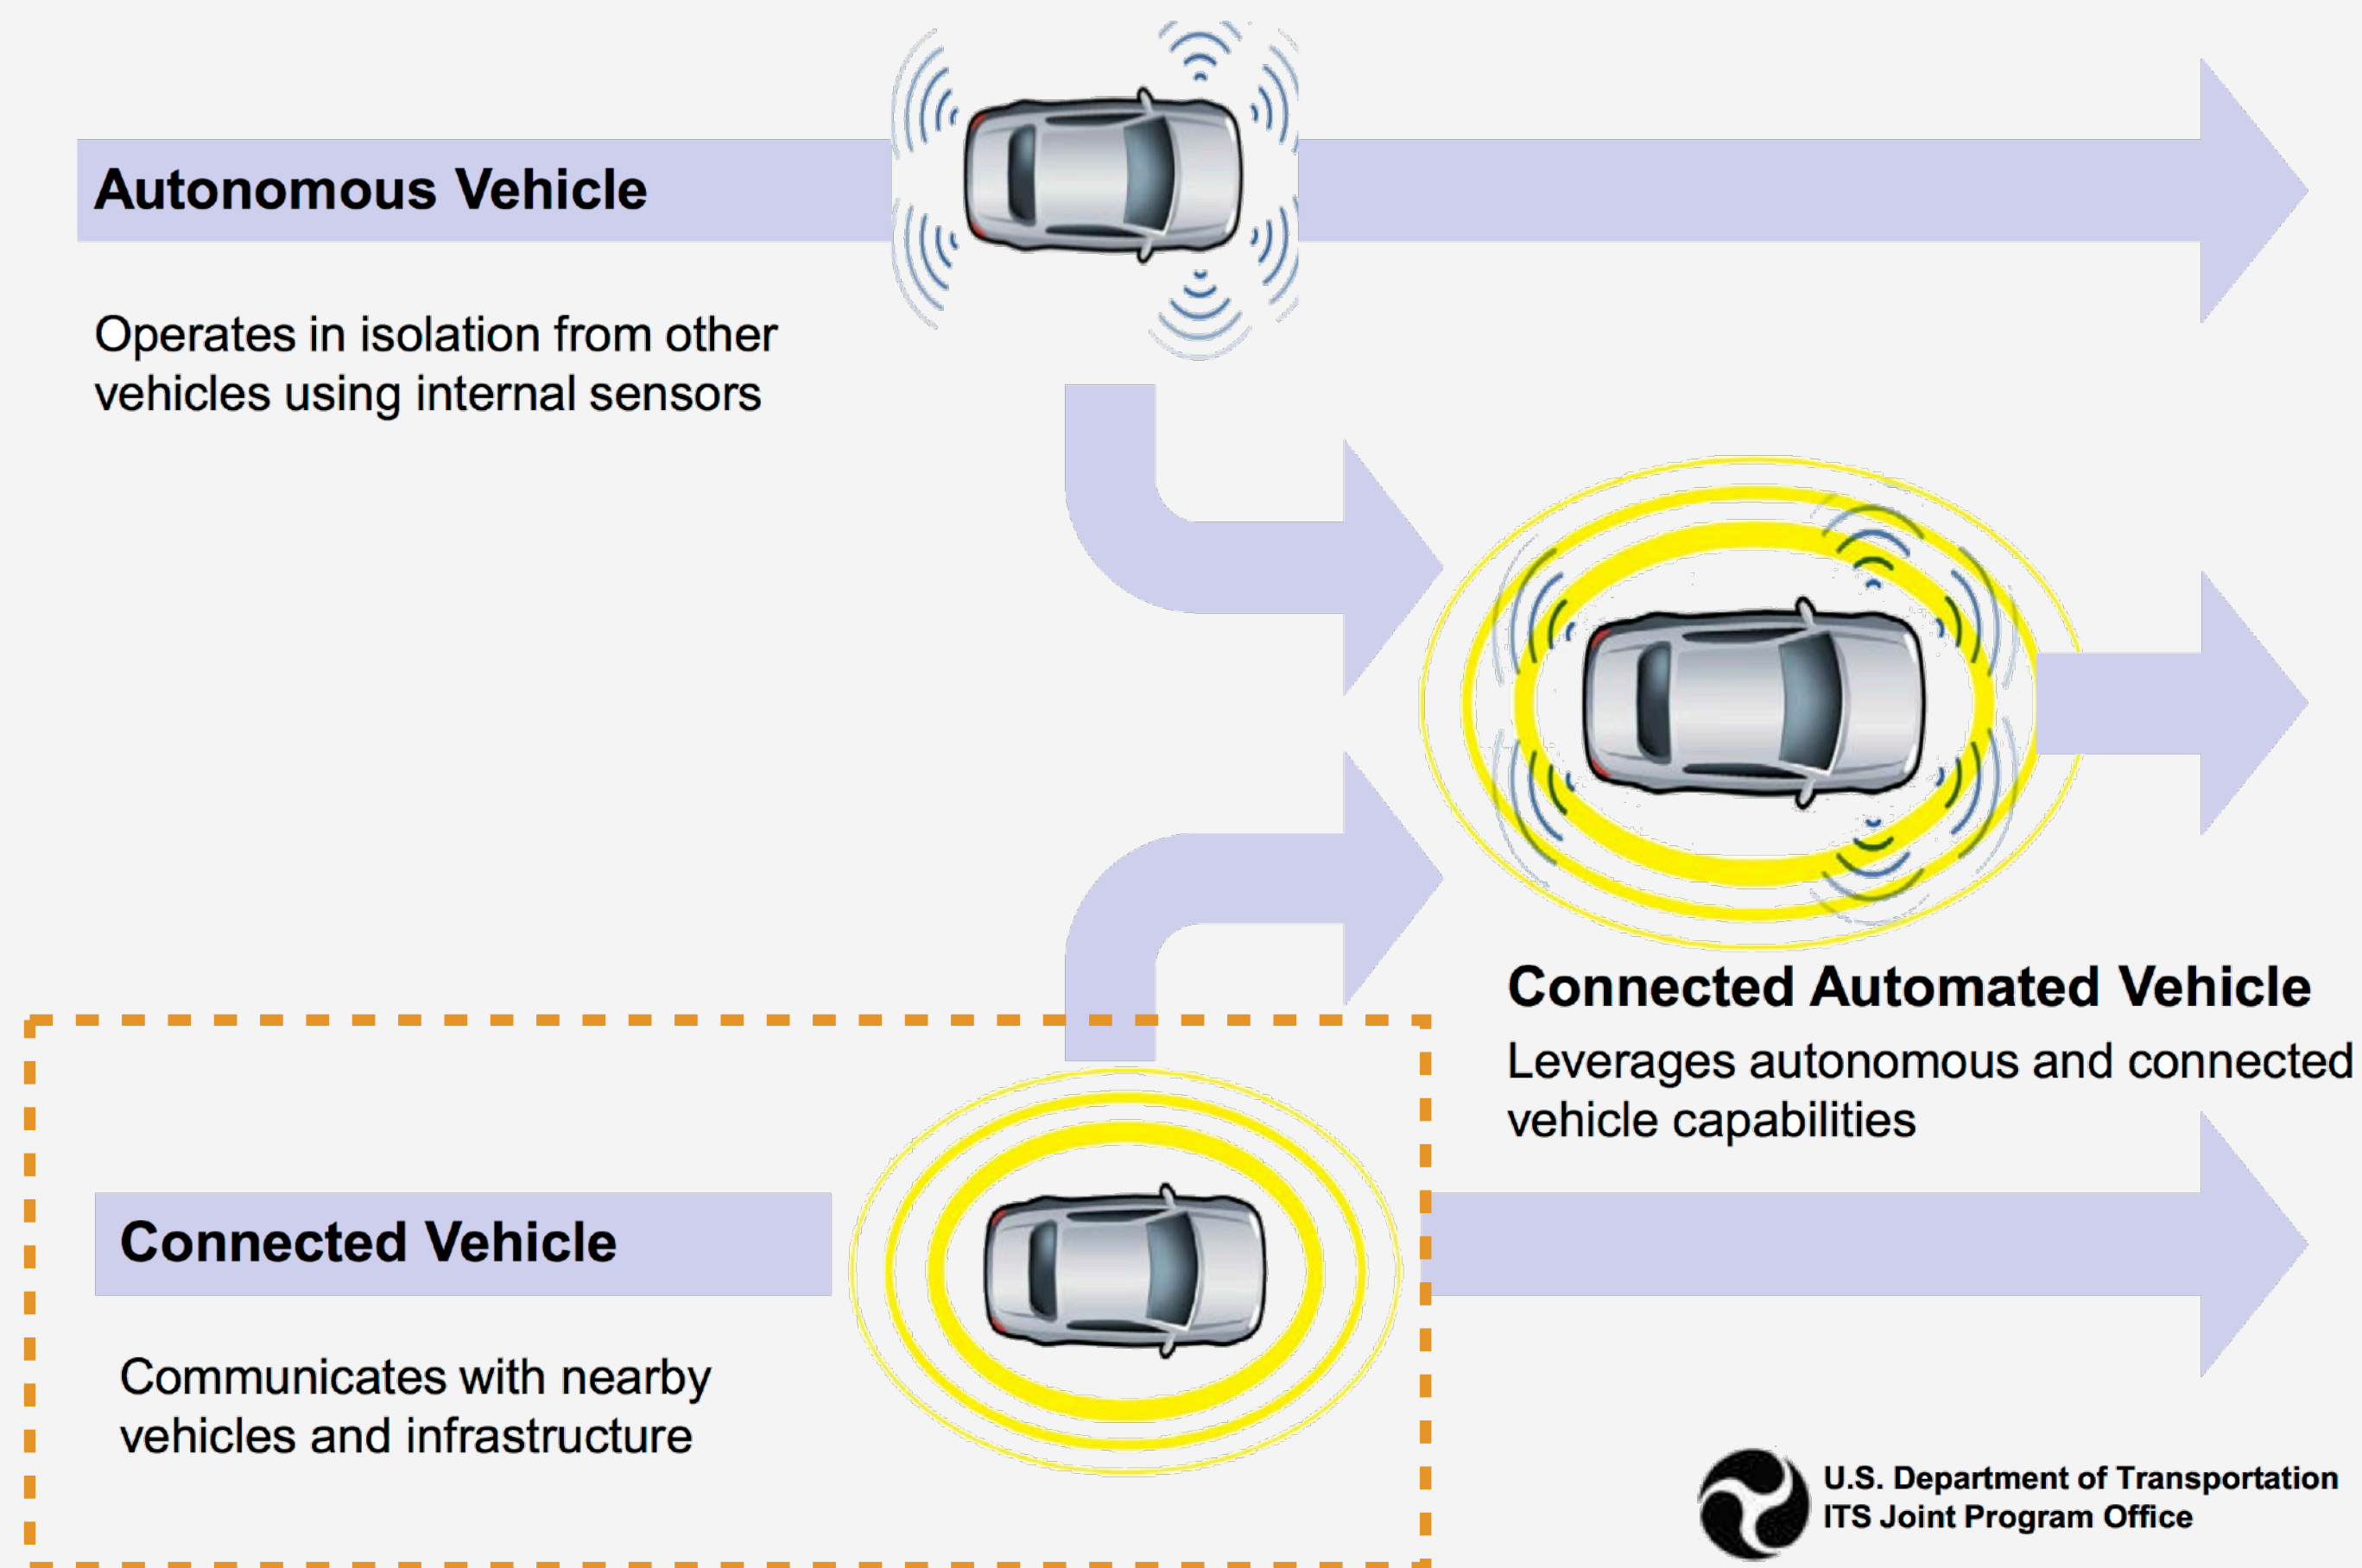 Autonomous Vehicle
Operates in isolation from other
vehicles using internal sensors
Connected Automated Vehicle
Leverages autonomous and connected
vehicle capabilities
Connected Vehicle
Communicates with nearby
vehicles and infrastructure
U.S. Department of Transportation
ITS Joint Program Office